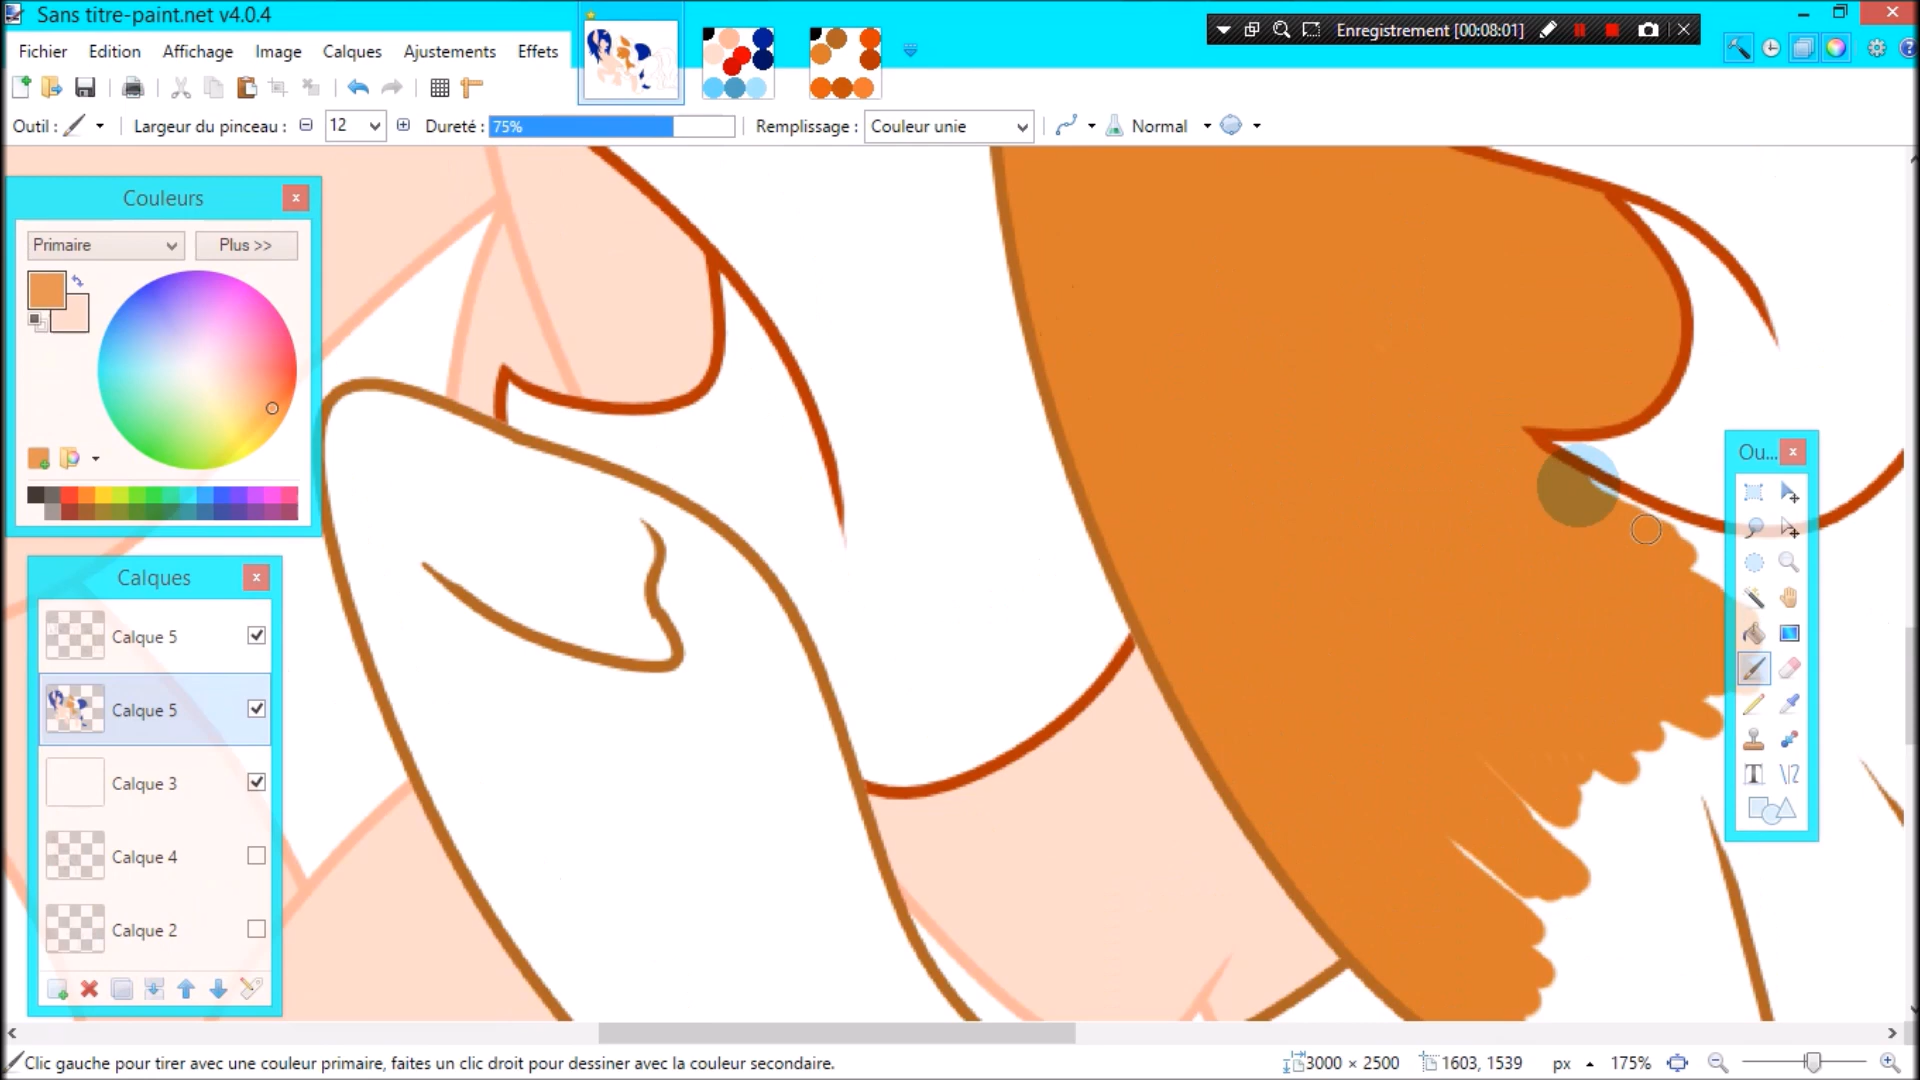 Sans titre-paint.net v4.0.4
Enregistrement [00:08:01]
Fichier Edition Affichage Image Calques Ajustements Effets
Outil : Largeur du pinceau : 12 Dureté : 75% Remplissage : Couleur unie Normal
Couleurs
Primaire Plus >>
Calques
Calque 5
Calque 5
Calque 3
Calque 4
Calque 2
Ou...
Clic gauche pour tirer avec une couleur primaire, faites un clic droit pour dessiner avec la couleur secondaire.
3000 × 2500 1603, 1539 px 175%